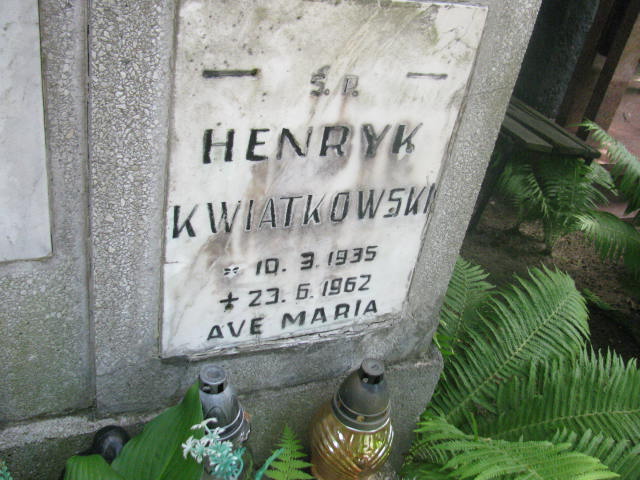 Ś. P.
HENRYK
KWIATKOWSKI
* 10. 3. 1935
+ 23. 6. 1962
AVE MARIA